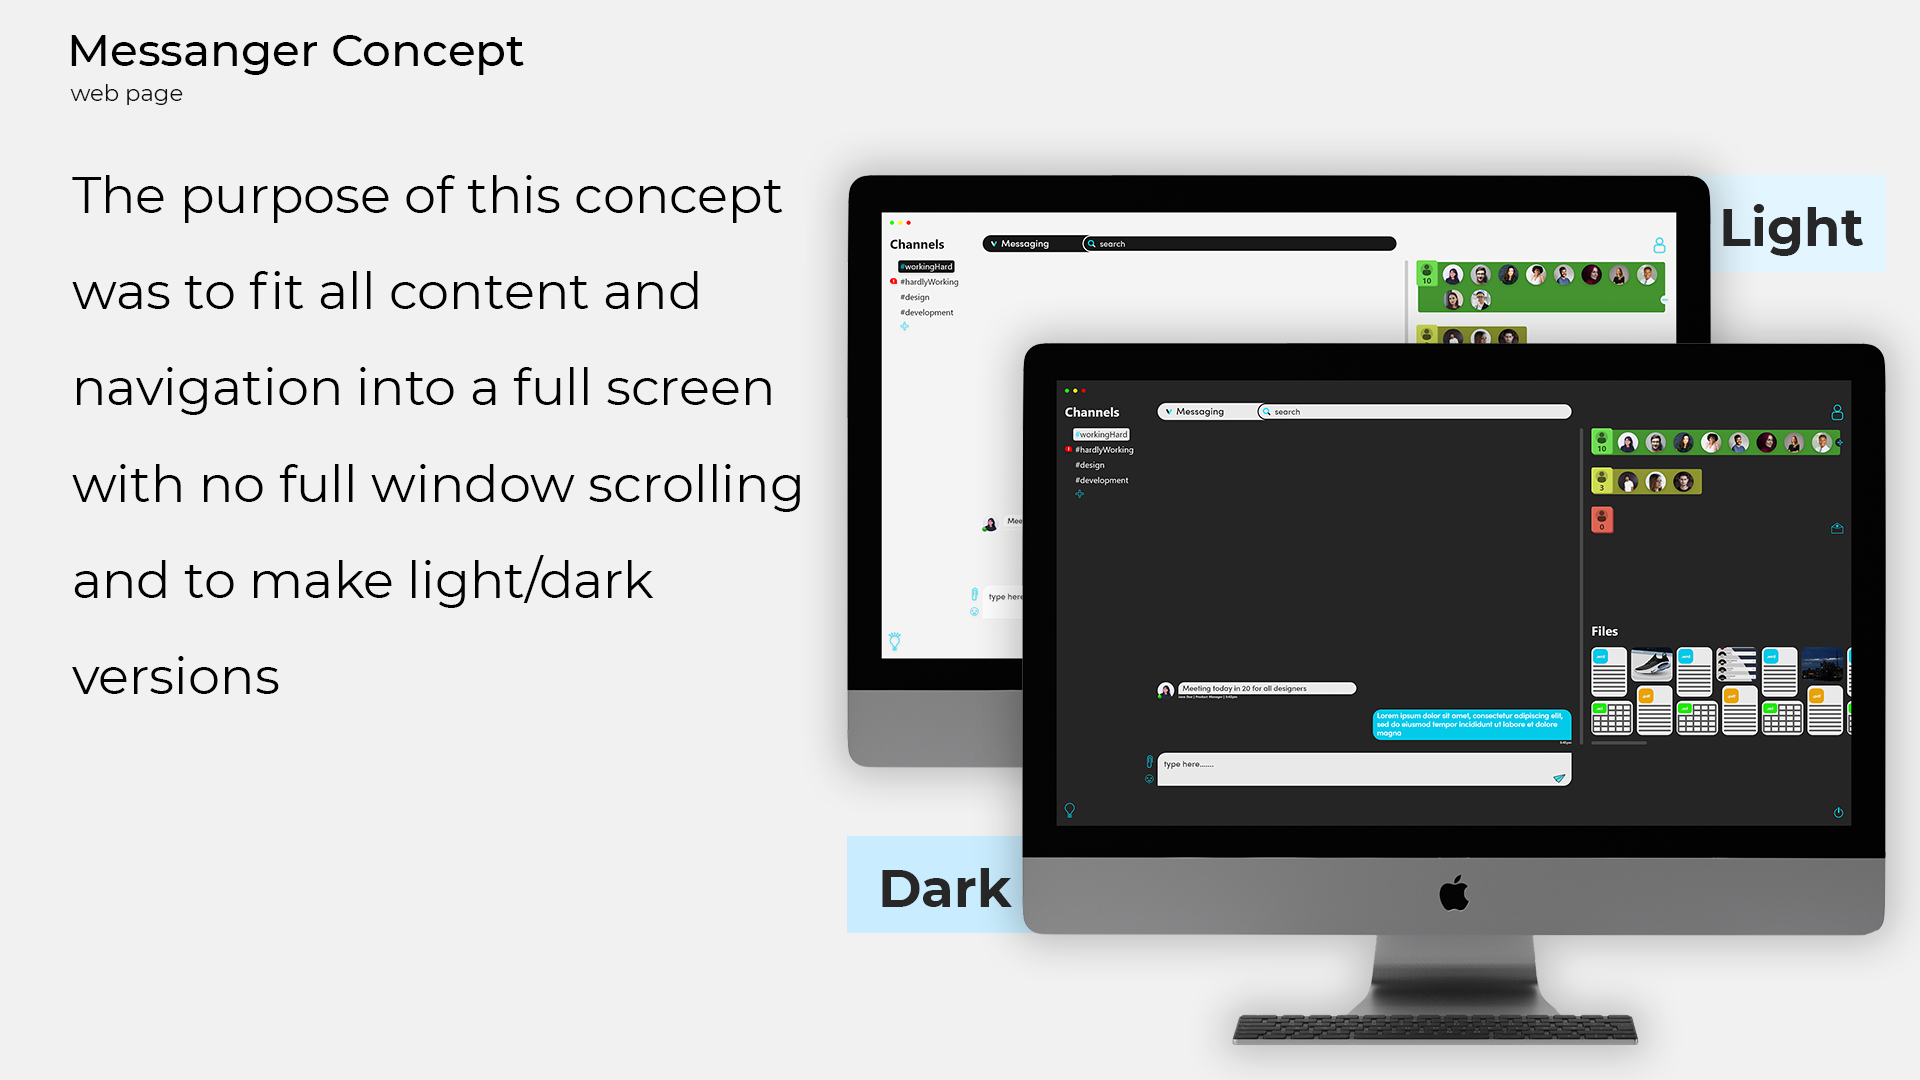 Messanger Concept
web page
The purpose of this concept
was to fit all content and
navigation into a full screen
with no full window scrolling
and to make light/dark
versions
Light
Channels
Messaging
search
#workingHard
#hardlyWorking
#design
#development
10
Mee
type here
Dark
Channels
Messaging
search
#workingHard
#hardlyWorking
#design
#development
10
3
0
Files
Meeting today in 20 for all designers
Lorem ipsum dolor sit amet, consectetur adipiscing elit,
sed do eiusmod tempor incididunt ut labore et dolore
magna
type here.......